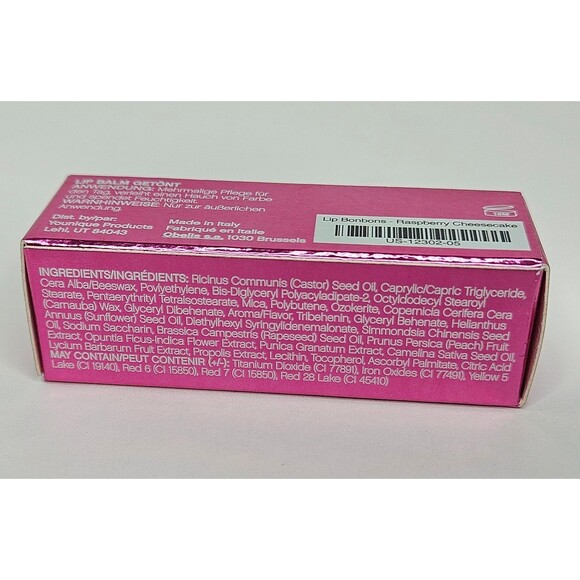 LIP BALM GETÖNT
ANWENDUNG: Mehrmalige Pflege für
den Tag, verleiht einen Hauch von Farbe
und spendet Feuchtigkeit.
WARNHINWEISE: Nur zur äußerlichen
Anwendung.
Dist. by/par:
Younique Products
Lehi, UT 84043
Made in Italy
Fabriqué en Italie
Obelis s.a. 1030 Brussels
18M
Lip Bonbons - Raspberry Cheesecake
US-12302-05
INGREDIENTS/INGRÉDIENTS: Ricinus Communis (Castor) Seed Oil, Caprylic/Capric Triglyceride,
Cera Alba/Beeswax, Polyethylene, Bis-Diglyceryl Polyacyladipate-2, Octyldodecyl Stearoyl
Stearate, Pentaerythrityl Tetraisostearate, Mica, Polybutene, Ozokerite, Copernicia Cerifera Cera
(Carnauba) Wax, Glyceryl Dibehenate, Aroma/Flavor, Tribehenin, Glyceryl Behenate, Helianthus
Annuus (Sunflower) Seed Oil, Diethylhexyl Syringylidenemalonate, Simmondsia Chinensis Seed
Oil, Sodium Saccharin, Brassica Campestris (Rapeseed) Seed Oil, Prunus Persica (Peach) Fruit
Extract, Opuntia Ficus-indica Flower Extract, Punica Granatum Extract, Camelina Sativa Seed Oil,
Lycium Barbarum Fruit Extract, Propolis Extract, Lecithin, Tocopherol, Ascorbyl Palmitate, Citric Acid
MAY CONTAIN/PEUT CONTENIR (+/-): Titanium Dioxide (CI 77891), Iron Oxides (CI 77491), Yellow 5
Lake (CI 19140), Red 6 (CI 15850), Red 7 (CI 15850), Red 28 Lake (CI 45410)